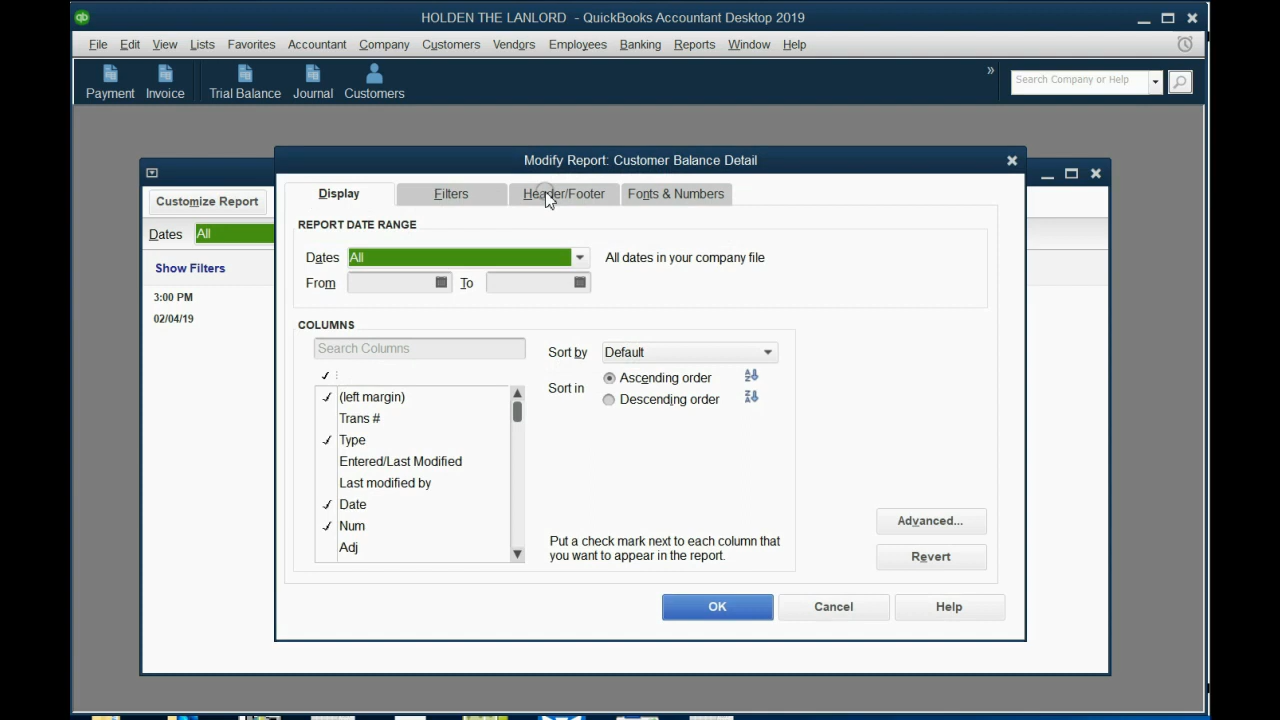 qb HOLDEN THE LANLORD - QuickBooks Accountant Desktop 2019
File Edit View Lists Favorites Accountant Company Customers Vendors Employees Banking Reports Window Help
Payment Invoice Trial Balance Journal Customers » Search Company or Help
Modify Report: Customer Balance Detail
Customize Report
Dates All
Show Filters
3:00 PM
02/04/19
Display Filters Header/Footer Fonts & Numbers
REPORT DATE RANGE
Dates All All dates in your company file
From To
COLUMNS
Search Columns
Sort by Default
Sort in Ascending order
Descending order
(left margin)
Trans #
Type
Entered/Last Modified
Last modified by
Date
Num
Adj
Put a check mark next to each column that
you want to appear in the report.
Advanced...
Revert
OK Cancel Help